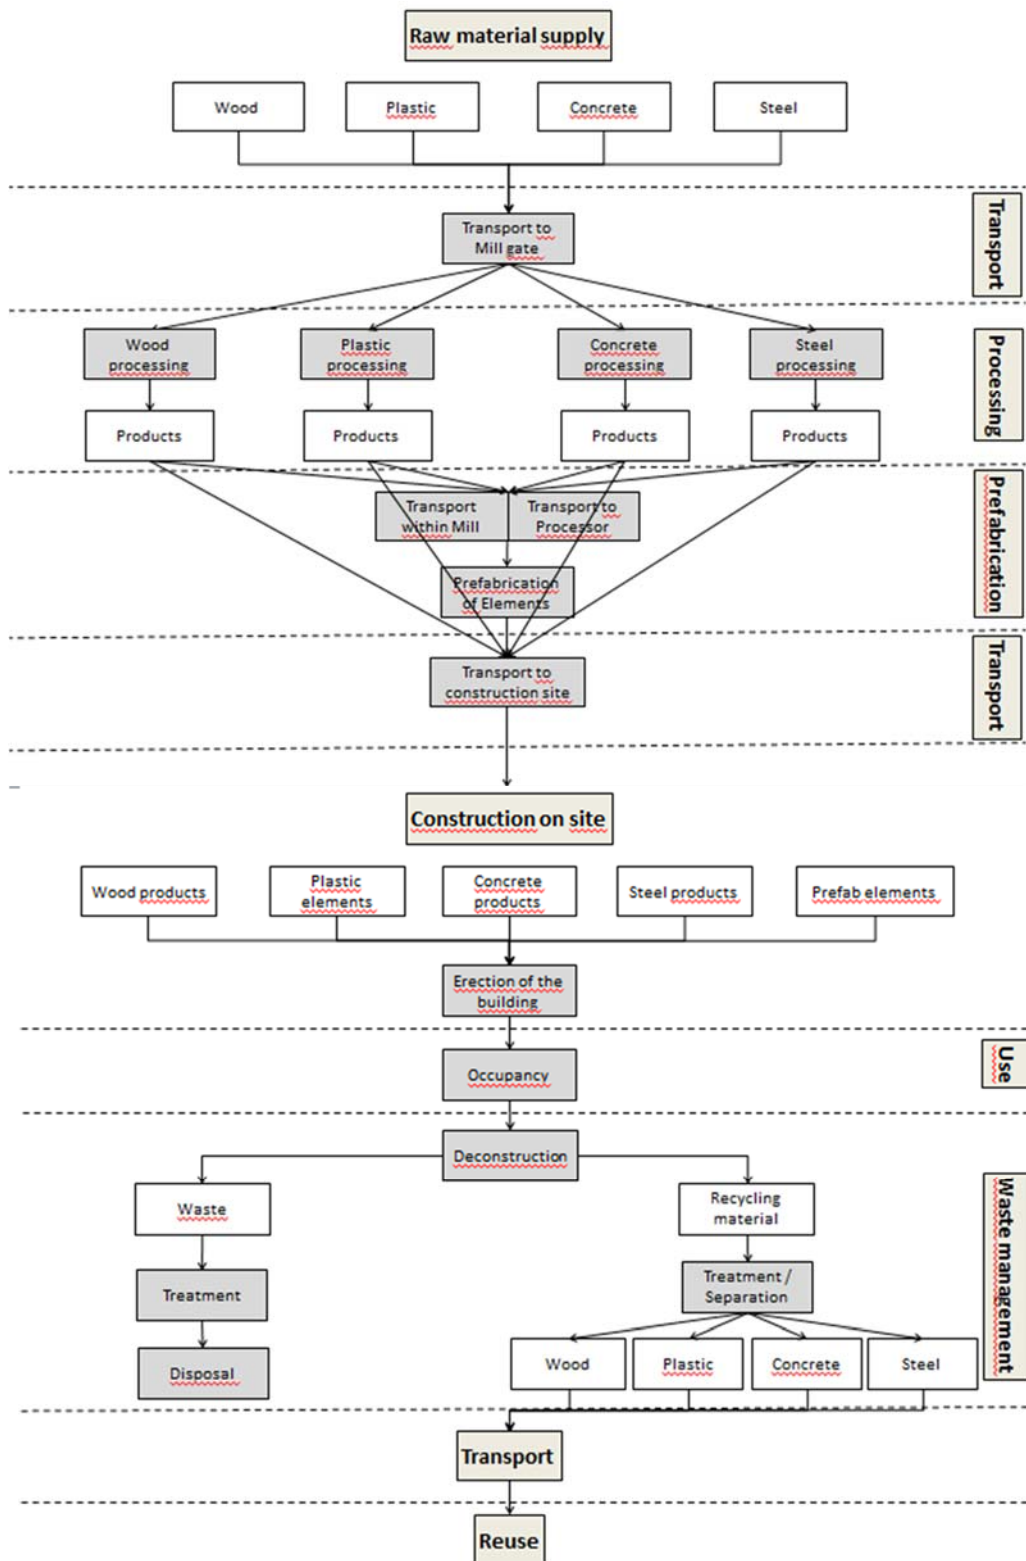 Raw material supply
Wood
Plastic
Concrete
Steel
Transport
Transport to
Mill gate
Processing
Wood
processing
Plastic
processing
Concrete
processing
Steel
processing
Products
Products
Products
Products
Prefabrication
Transport
within Mill
Transport to
Processor
Prefabrication
of Elements
Transport
Transport to
construction site
Construction on site
Wood products
Plastic
elements
Concrete
products
Steel products
Prefab elements
Erection of the
building
Use
Occupancy
Waste management
Deconstruction
Waste
Recycling
material
Treatment
Treatment /
Separation
Disposal
Wood
Plastic
Concrete
Steel
Transport
Reuse